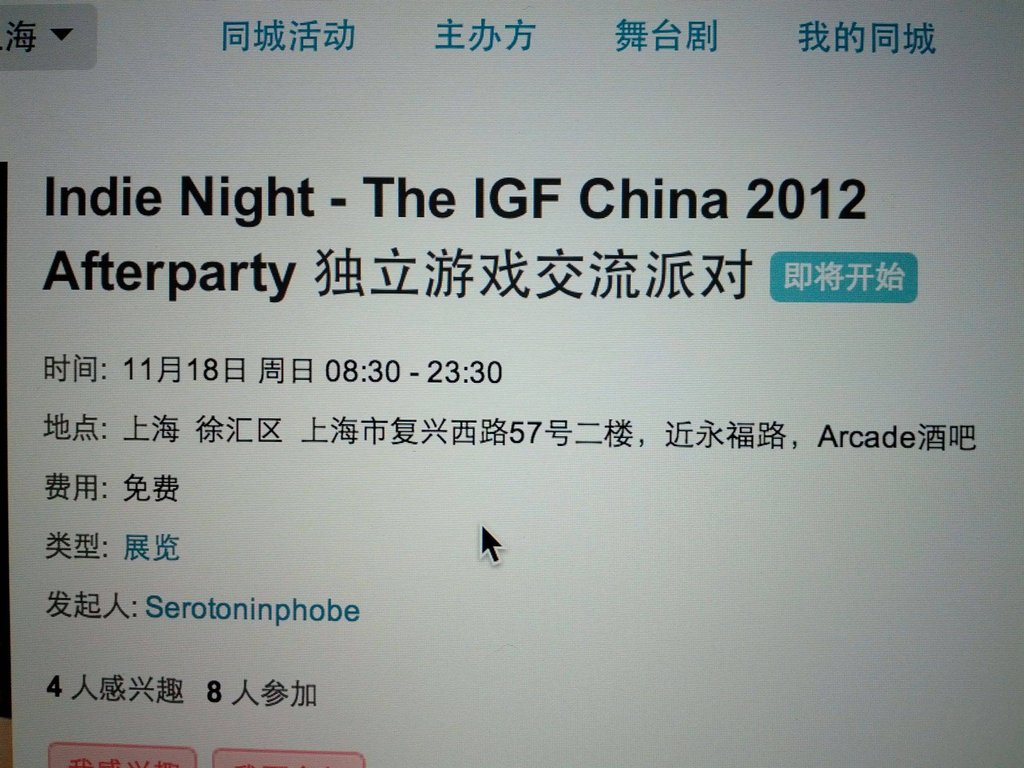 海
同城活动 主办方 舞台剧 我的同城
Indie Night - The IGF China 2012
Afterparty 独立游戏交流派对 即将开始
时间: 11月18日 周日 08:30 - 23:30
地点: 上海 徐汇区 上海市复兴西路57号二楼，近永福路，Arcade酒吧
费用: 免费
类型: 展览
发起人: Serotoninphobe
4 人感兴趣 8 人参加
我感兴趣